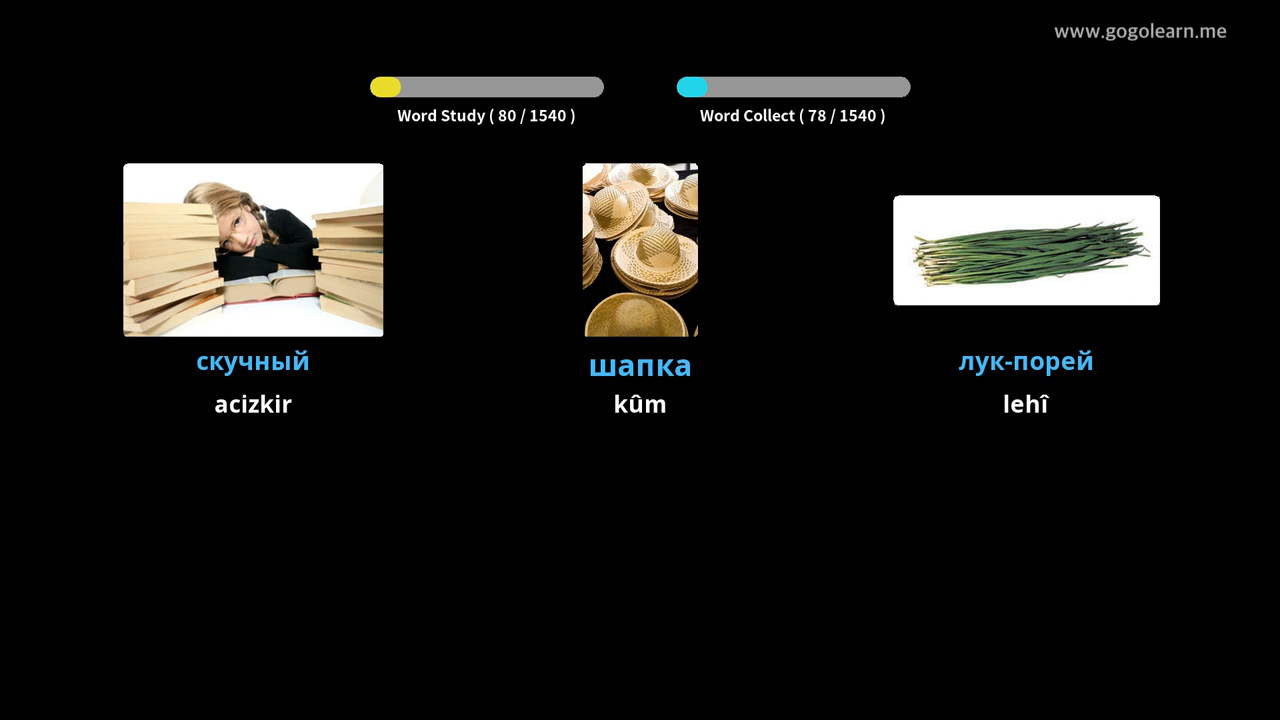 www.gogolearn.me
Word Study ( 80 / 1540 )
Word Collect ( 78 / 1540 )
скучный
шапка
лук-порей
acizkir
kûm
lehî